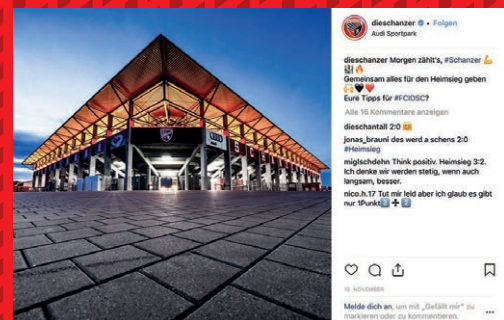 dieschanzer • Folgen
Audi Sportpark
dieschanzer Morgen zählt's, #Schanzer
Gemeinsam alles für den Heimsieg geben
Eure Tipps für #FCIDSC?
Alle 16 Kommentare anzeigen
dieschantall 2:0
jonas_brauni des werd a schens 2:0
#Heimsieg
miglschdehn Think positiv. Heimsieg 3:2.
Ich denke wir werden stetig, wenn auch
langsam, besser.
nico.h.17 Tut mir leid aber ich glaub es gibt
nur 1Punkt
NOVEMBER
Melde dich an, um mit „Gefällt mir" zu
markieren oder zu kommentieren.